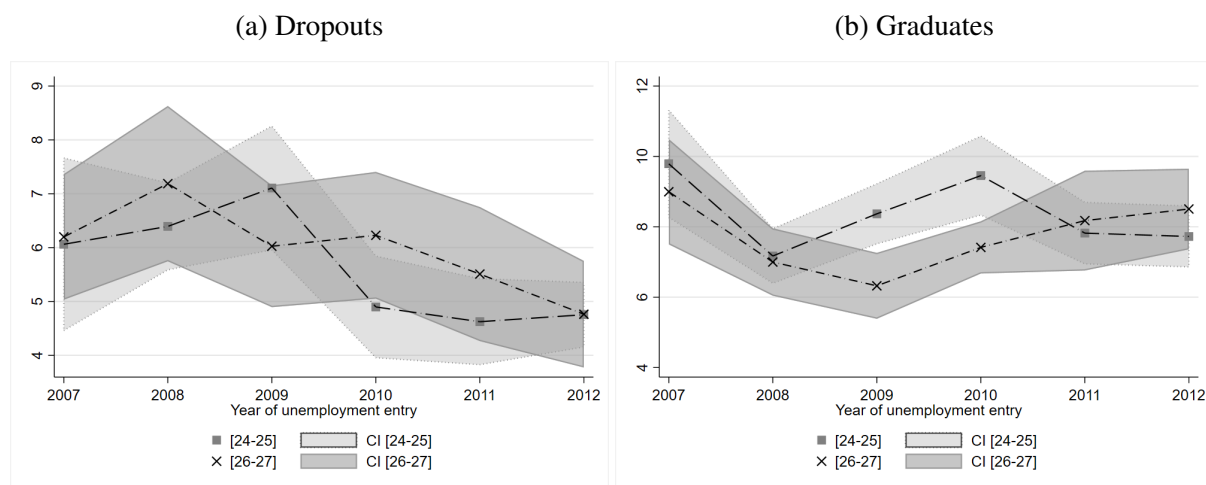 (a) Dropouts
9
8
7
6
5
4
2007 2008 2009 2010 2011 2012
Year of unemployment entry
[24-25] CI [24-25]
[26-27] CI [26-27]
(b) Graduates
12
10
8
6
4
2007 2008 2009 2010 2011 2012
Year of unemployment entry
[24-25] CI [24-25]
[26-27] CI [26-27]